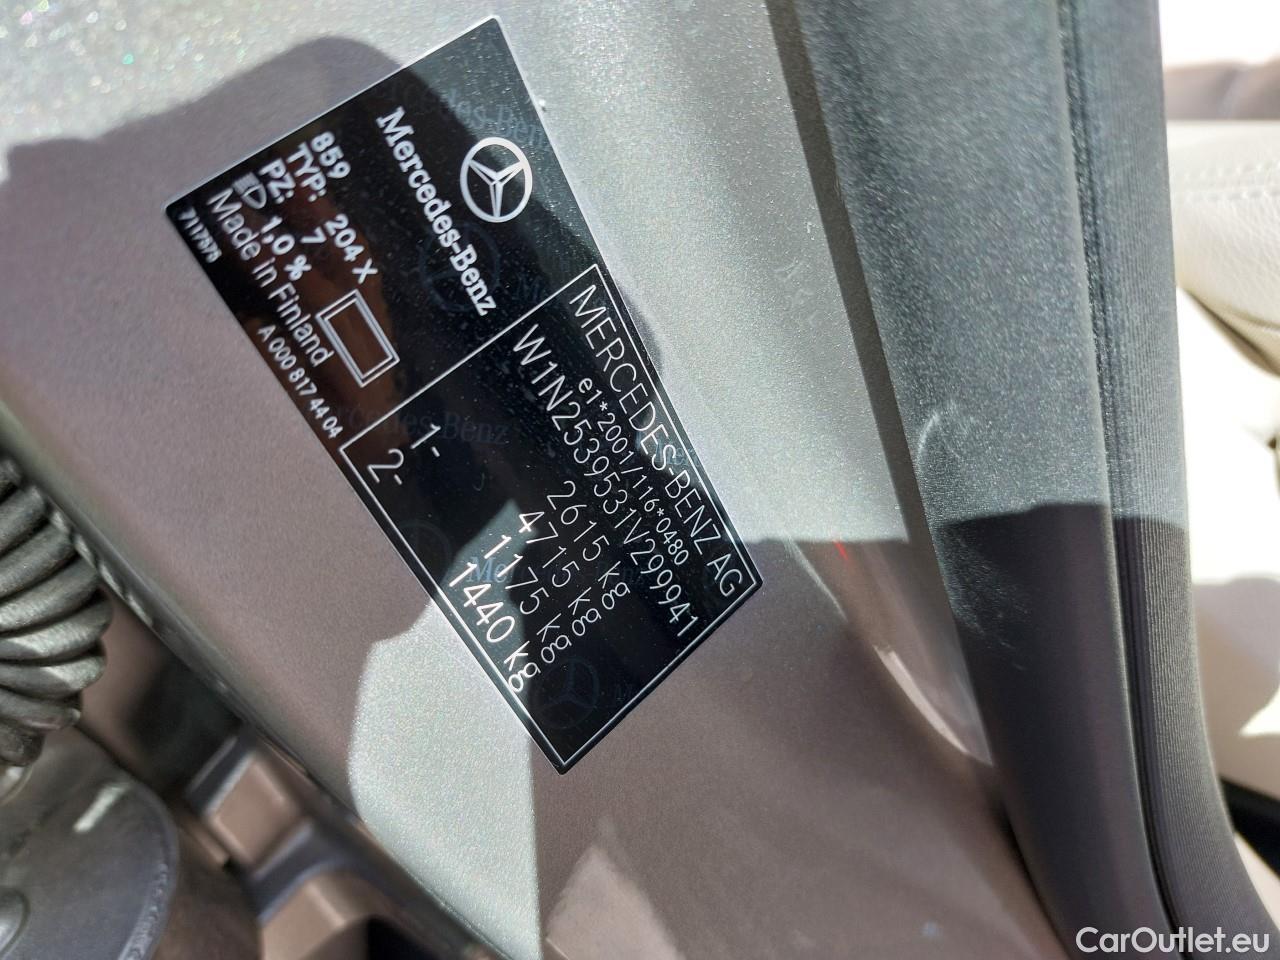 Mercedes-Benz
MERCEDES-BENZ AG
e1*2001/116*0480
W1N2539531V299941
2615 kg
4715 kg
1- 1175 kg
2- 1440 kg
859
TYP: 204 X
PZ: 7
1,0 %
Made in Finland
A 000 817 44 04
7117878
CarOutlet.eu